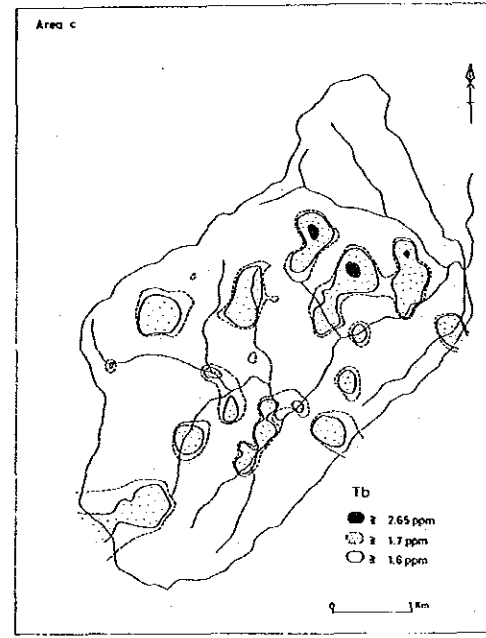 Area c
Tb
≥ 2.65 ppm
≥ 1.7 ppm
≥ 1.6 ppm
0 1 Km